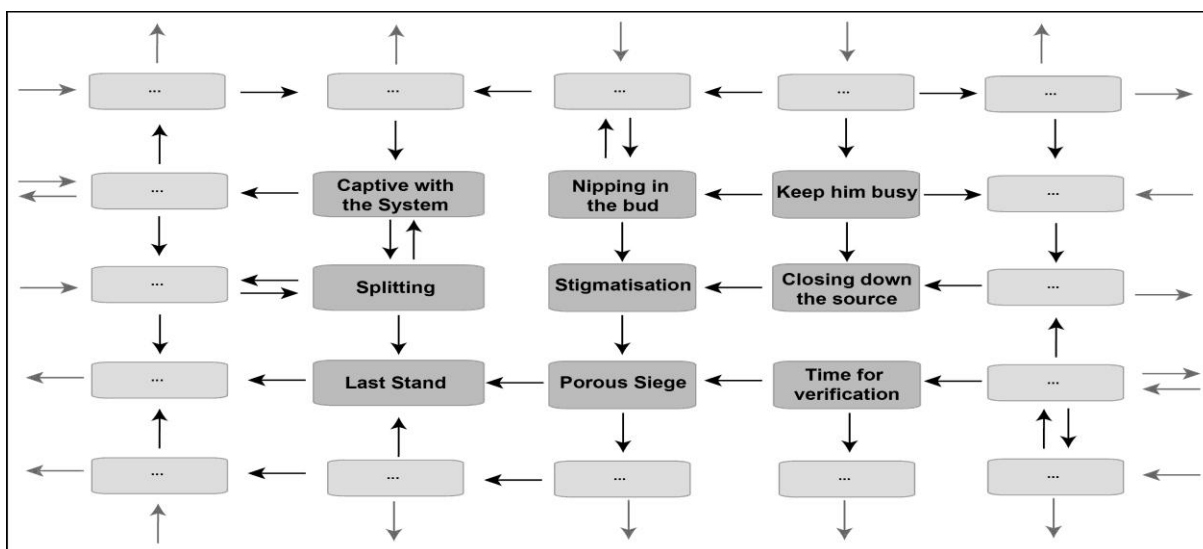 ... ... ... ... ...
... Captive with
the System
Nipping in
the bud
Keep him busy ...
... Splitting Stigmatisation Closing down
the source
...
... Last Stand Porous Siege Time for
verification
...
... ... ... ... ...